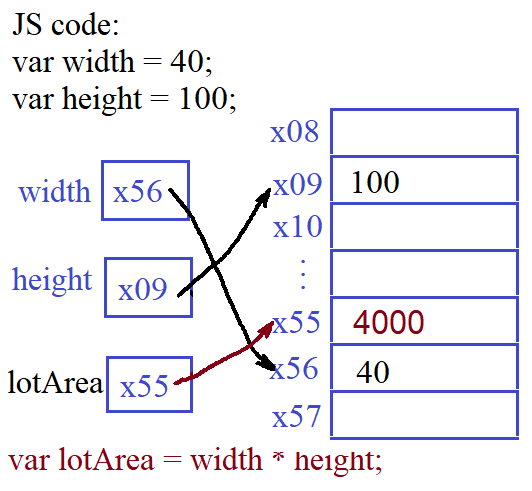 JS code:
var width = 40;
var height = 100;
x08
width x56 x09 100
x10
height x09 ⋮
x55 4000
lotArea x55 x56 40
x57
var lotArea = width * height;